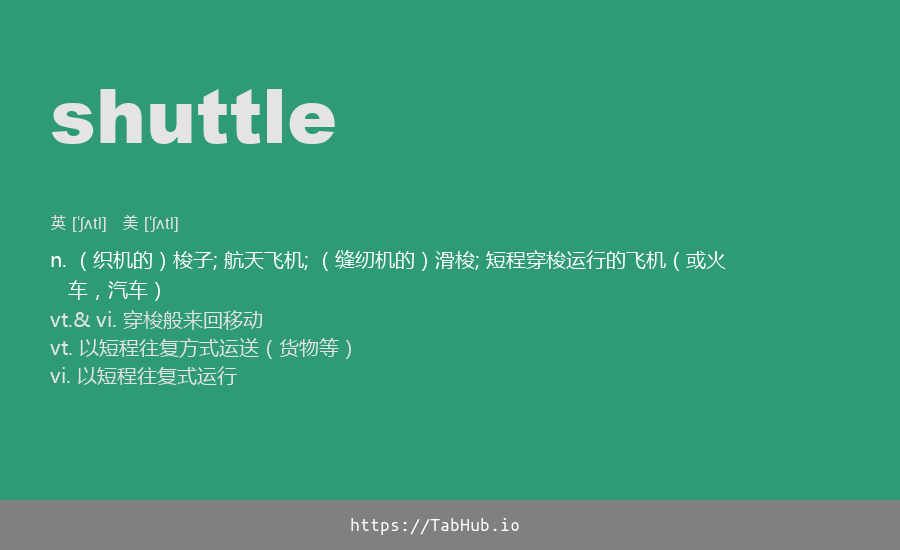 shuttle
英 [ˈʃʌtl] 美 [ˈʃʌtl]
n. （织机的）梭子; 航天飞机; （缝纫机的）滑梭; 短程穿梭运行的飞机（或火
车，汽车）
vt.& vi. 穿梭般来回移动
vt. 以短程往复方式运送（货物等）
vi. 以短程往复式运行
https://TabHub.io